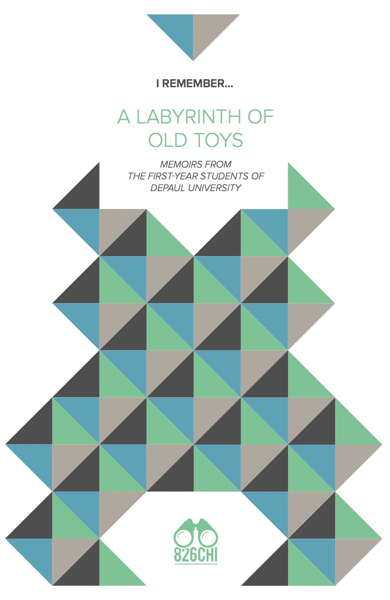 I REMEMBER...
A LABYRINTH OF
OLD TOYS
MEMOIRS FROM
THE FIRST-YEAR STUDENTS OF
DEPAUL UNIVERSITY
826CHI